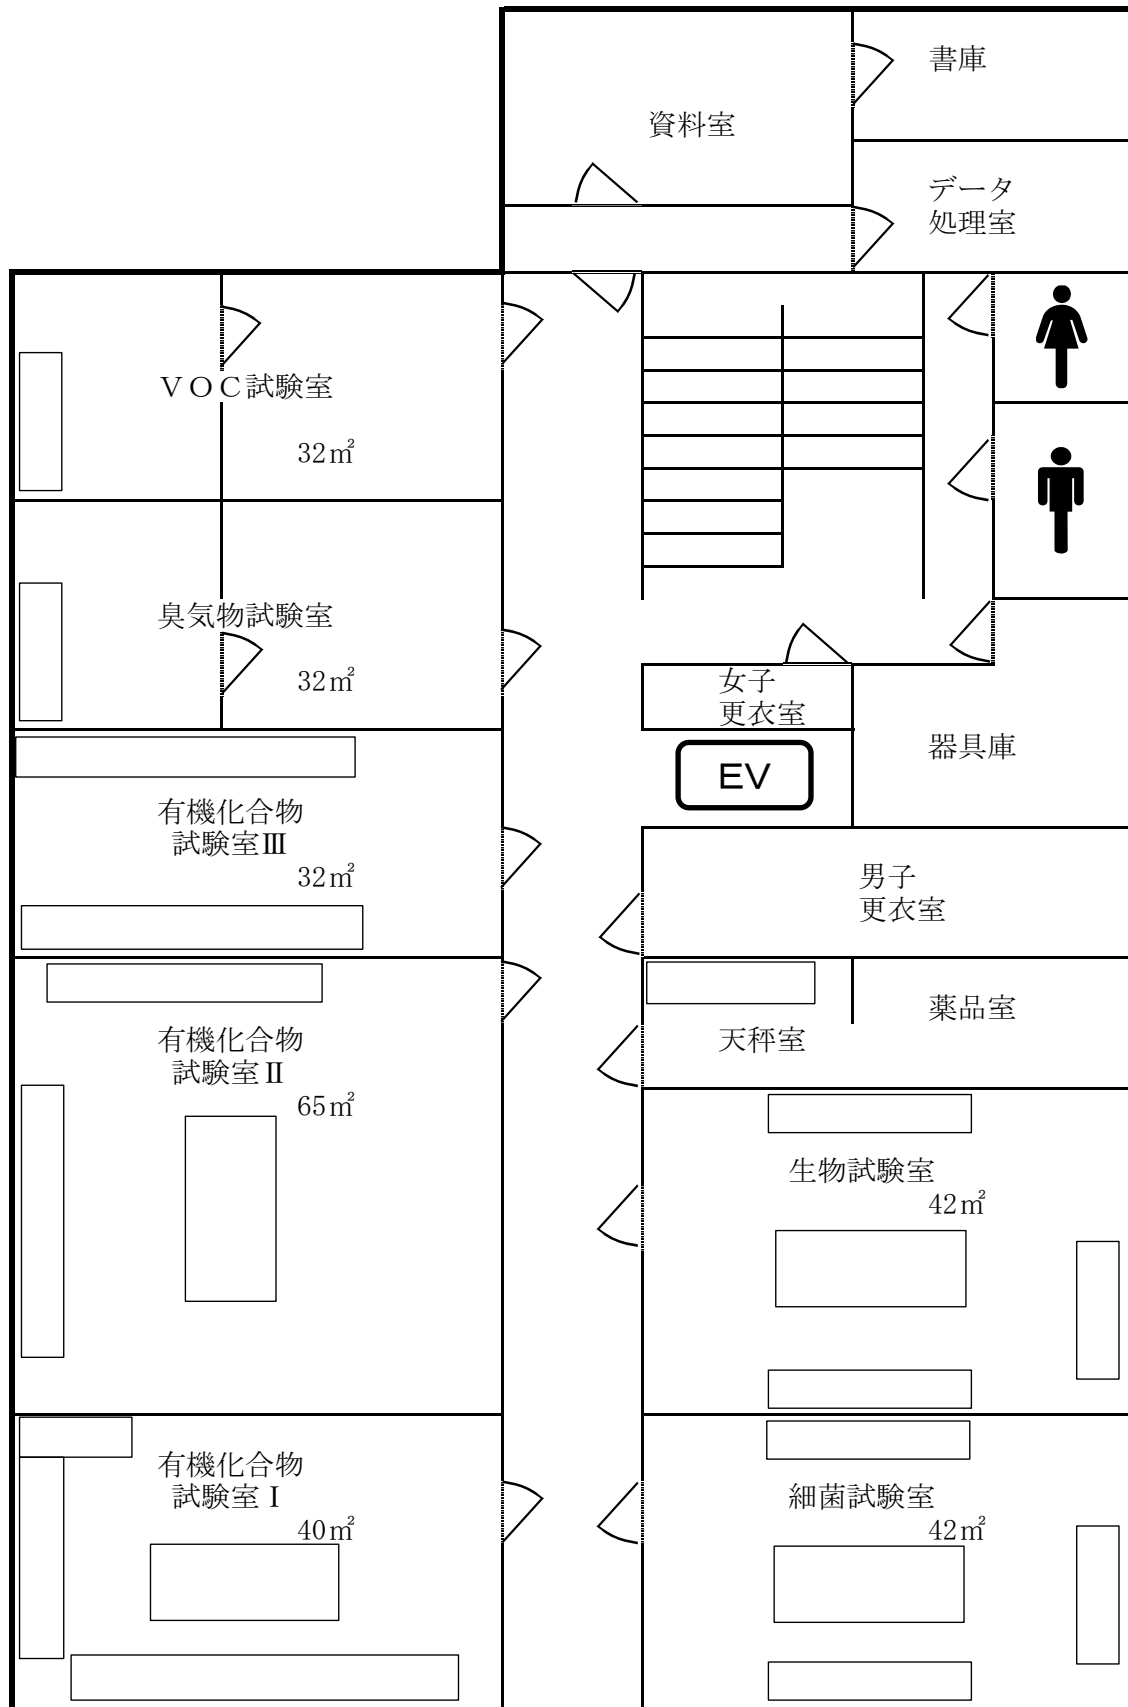 書庫
資料室
データ
処理室
ＶＯＣ試験室
32㎡
臭気物試験室
32㎡
女子
更衣室
器具庫
EV
有機化合物
試験室Ⅲ
32㎡
男子
更衣室
薬品室
天秤室
有機化合物
試験室Ⅱ
65㎡
生物試験室
42㎡
有機化合物
試験室Ⅰ
40㎡
細菌試験室
42㎡